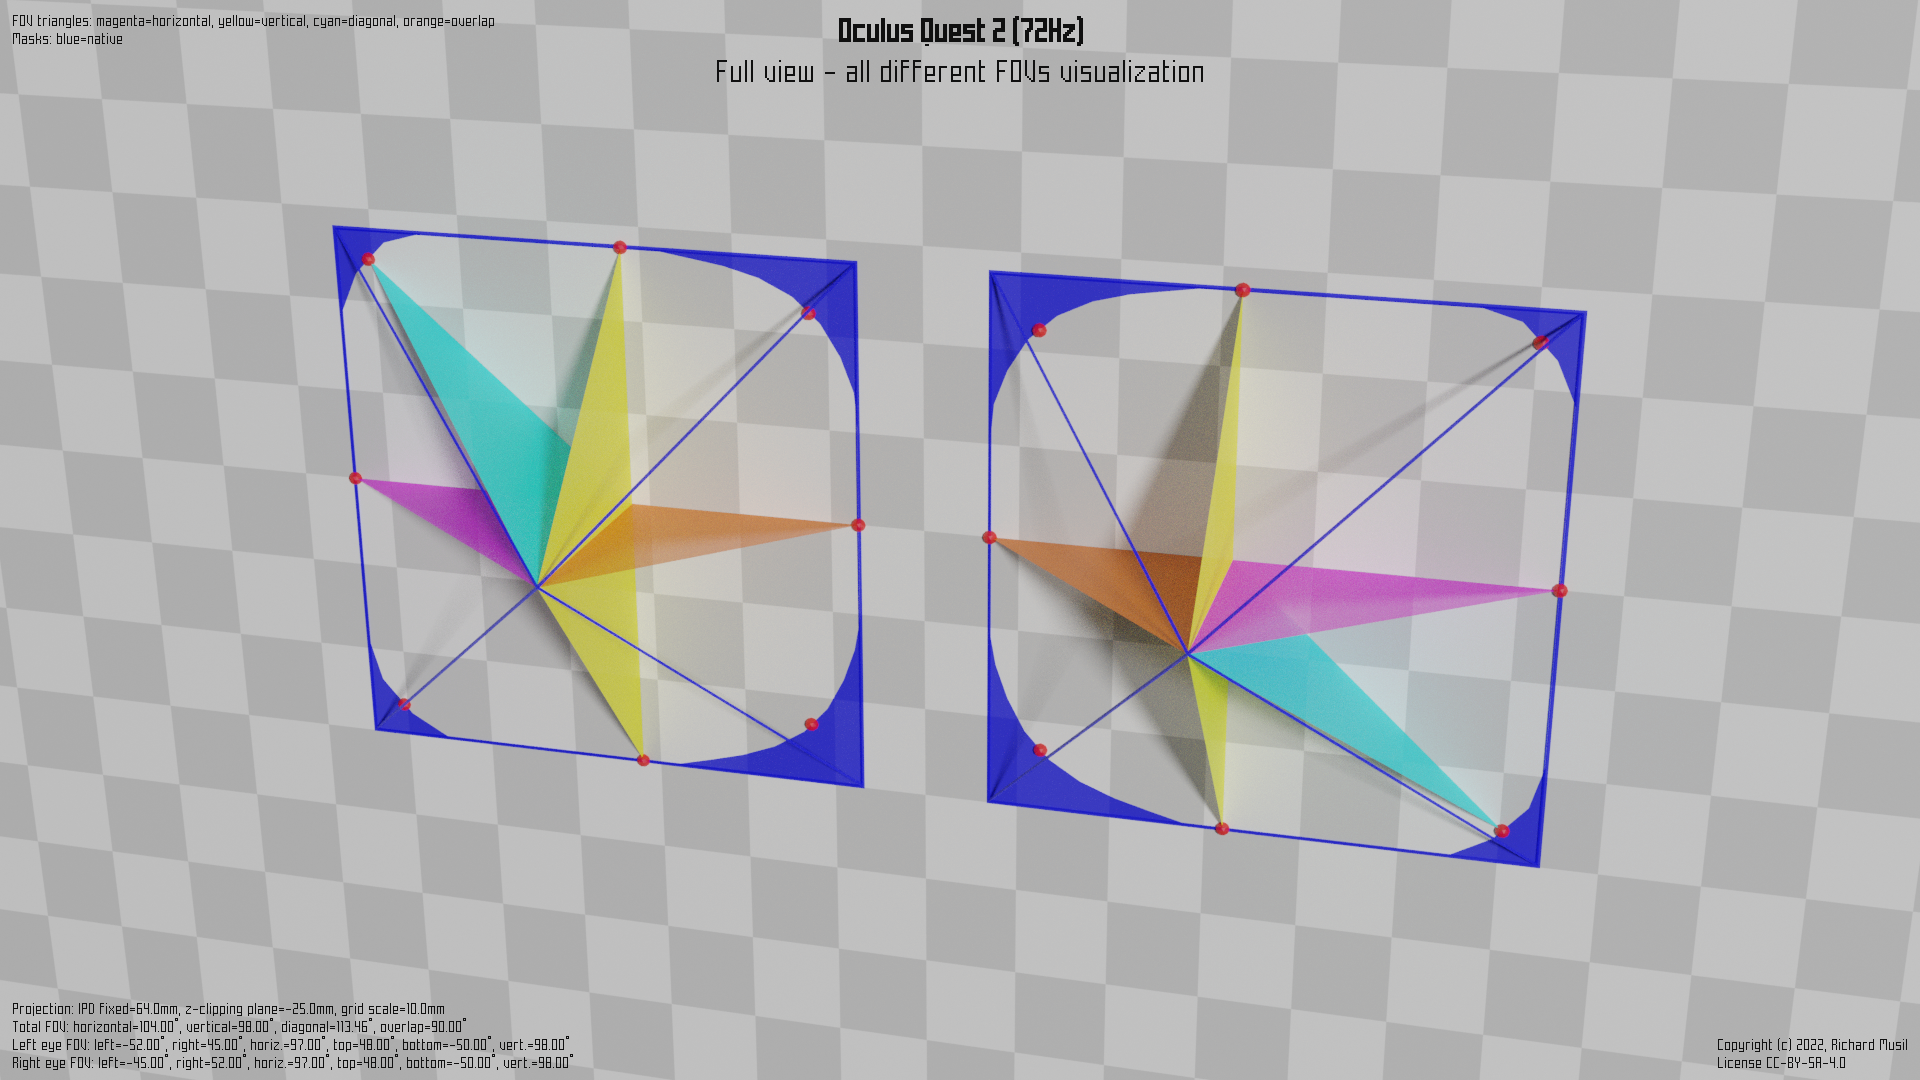 FOV triangles: magenta=horizontal, yellow=vertical, cyan=diagonal, orange=overlap
Masks: blue=native
Oculus Quest 2 (72Hz)
Full view - all different FOVs visualization
Projection: IPD fixed=64.0mm, z-clipping plane=-25.0mm, grid scale=10.0mm
Total FOV: horizontal=104.00°, vertical=98.00°, diagonal=113.46°, overlap=90.00°
Left eye FOV: left=-52.00°, right=45.00°, horiz.=97.00°, top=48.00°, bottom=-50.00°, vert.=98.00°
Right eye FOV: left=-45.00°, right=52.00°, horiz.=97.00°, top=48.00°, bottom=-50.00°, vert.=98.00°
Copyright (c) 2022, Richard Musil
License CC-BY-SA-4.0